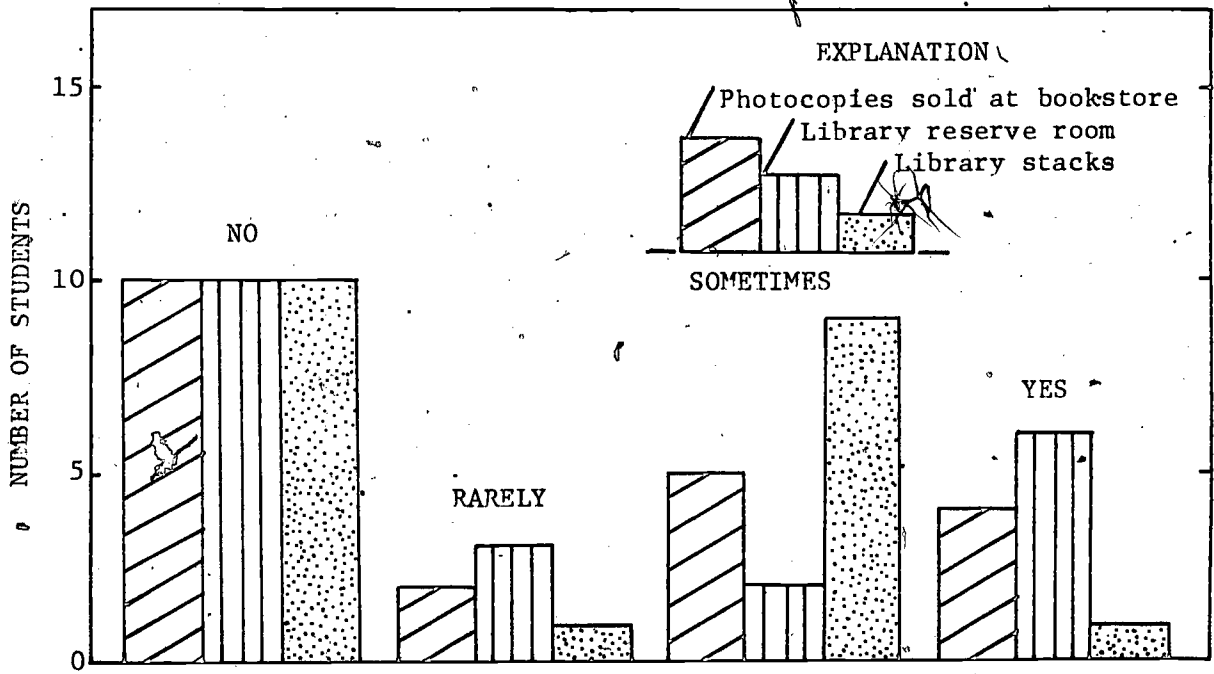 EXPLANATION
15
Photocopies sold at bookstore
Library reserve room
Library stacks
NUMBER OF STUDENTS
NO
10
SOMETIMES
YES
5
RARELY
0